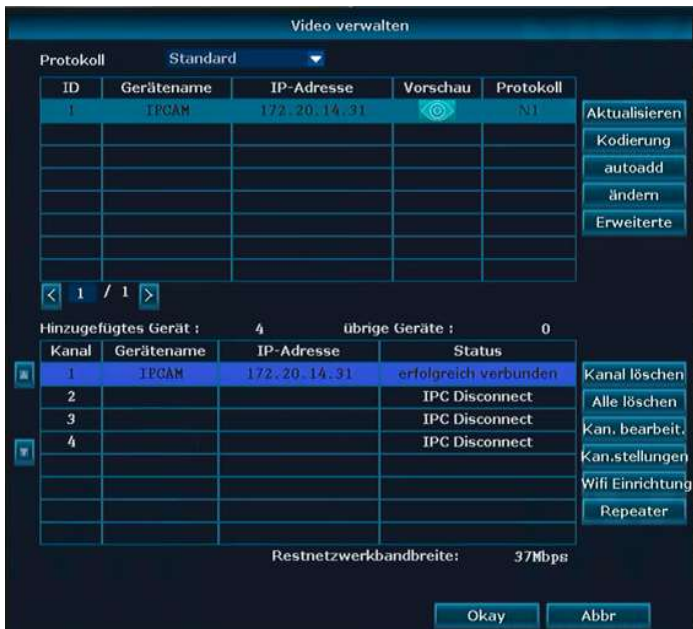 Video verwalten
Protokoll Standard
ID Gerätename IP-Adresse Vorschau Protokoll
1 IPCAM 172.20.14.31 N1
Aktualisieren
Kodierung
autoadd
ändern
Erweiterte
< 1 / 1 >
Hinzugefügtes Gerät : 4 übrige Geräte : 0
Kanal Gerätename IP-Adresse Status
1 IPCAM 172.20.14.31 erfolgreich verbunden Kanal löschen
2 IPC Disconnect Alle löschen
3 IPC Disconnect Kan. bearbeit.
4 IPC Disconnect Kan.stellungen
Wifi Einrichtung
Repeater
Restnetzwerkbandbreite: 37Mbps
Okay Abbr